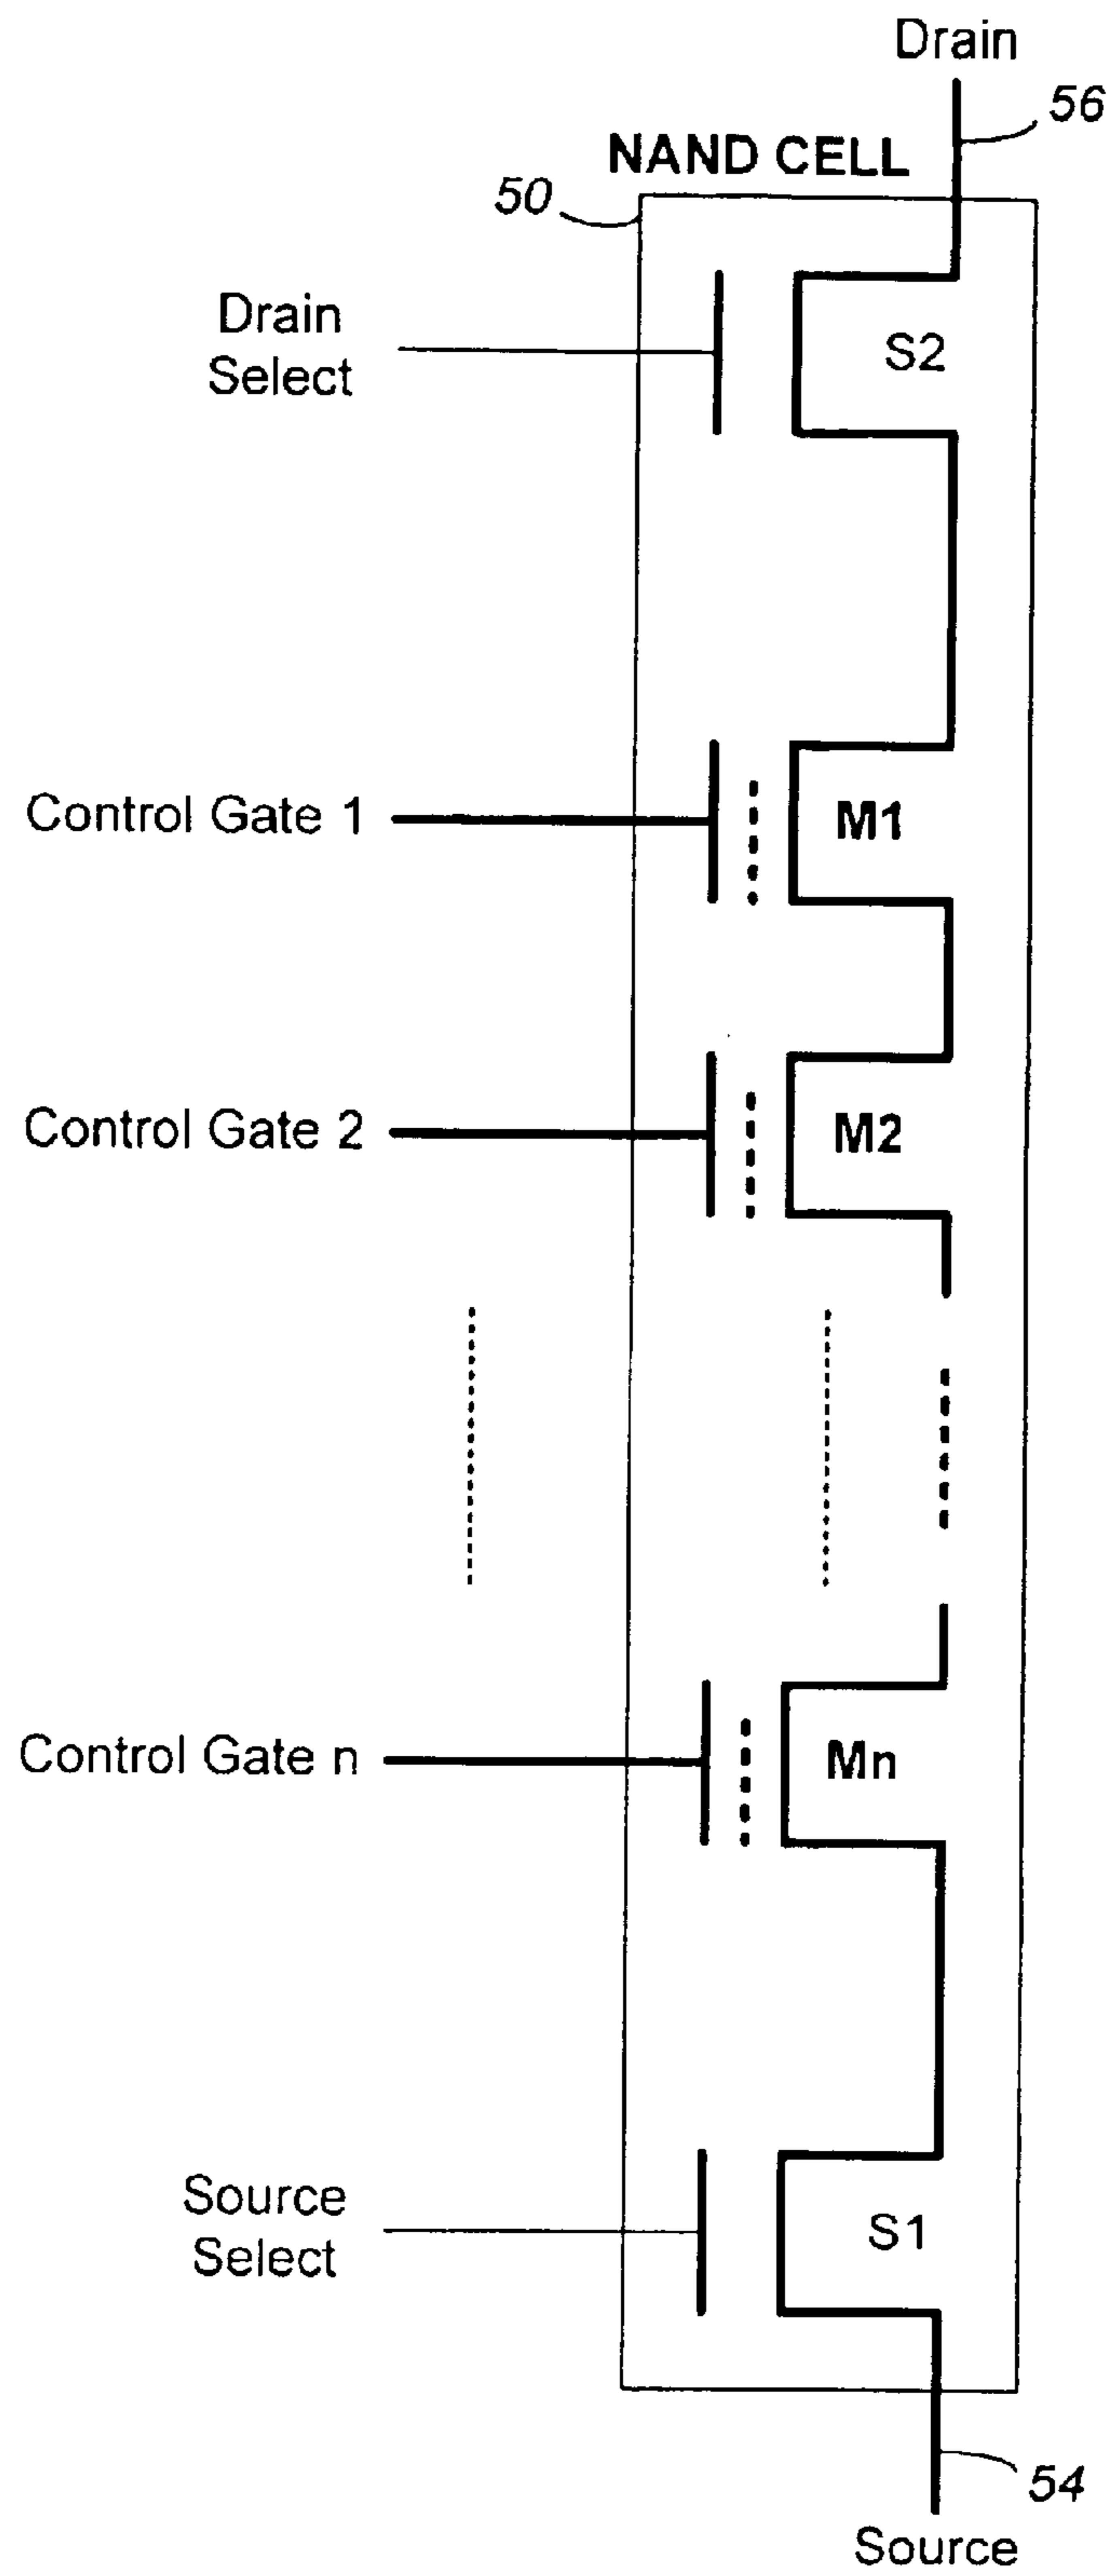 Drain
56
NAND CELL
50
Drain
Select
S2
Control Gate 1
M1
Control Gate 2
M2
Control Gate n
Mn
Source
Select
S1
54
Source